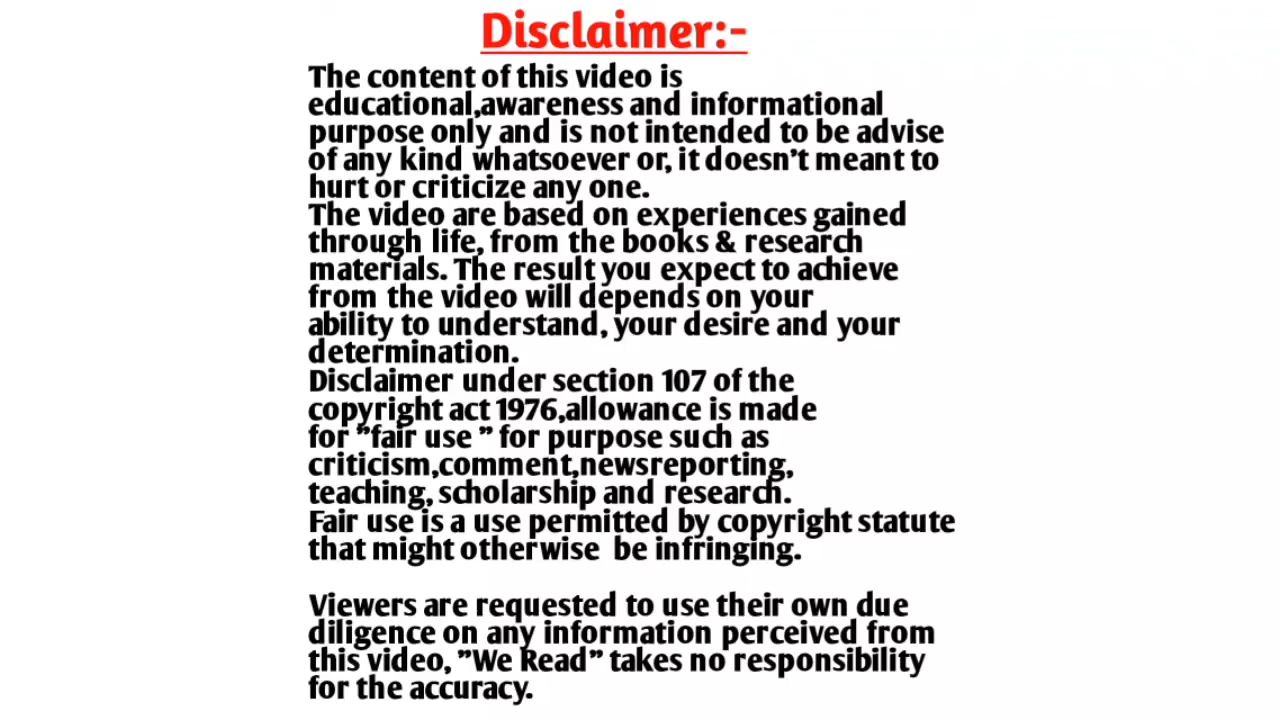 Disclaimer:-
The content of this video is
educational,awareness and informational
purpose only and is not intended to be advise
of any kind whatsoever or, it doesn't meant to
hurt or criticize any one.
The video are based on experiences gained
through life, from the books & research
materials. The result you expect to achieve
from the video will depends on your
ability to understand, your desire and your
determination.
Disclaimer under section 107 of the
copyright act 1976,allowance is made
for "fair use " for purpose such as
criticism,comment,newsreporting,
teaching, scholarship and research.
Fair use is a use permitted by copyright statute
that might otherwise be infringing.
Viewers are requested to use their own due
diligence on any information perceived from
this video, "We Read" takes no responsibility
for the accuracy.